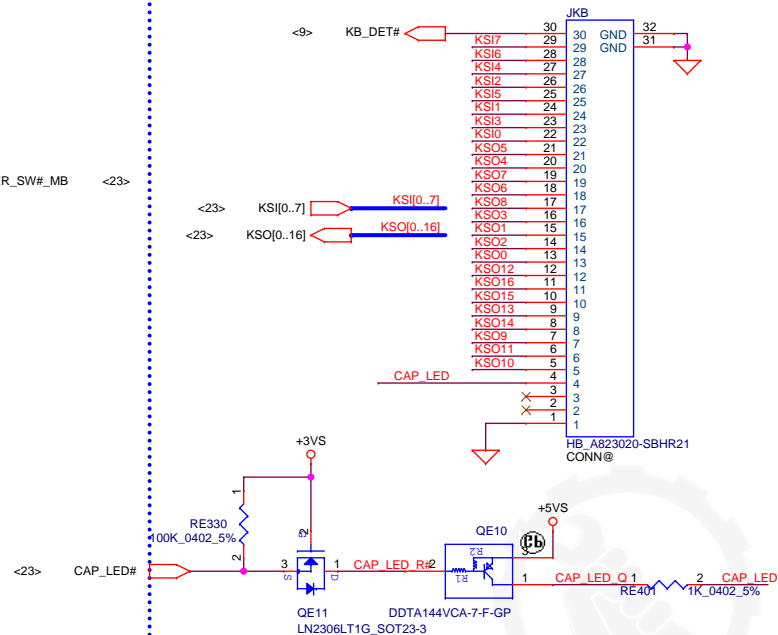 JKB
<9> KB_DET# 30 30 GND 32
KSI7 29 29 GND 31
KSI6 28 28
KSI4 27 27
KSI2 26 26
KSI5 25 25
KSI1 24 24
KSI3 23 23
KSI0 22 22
KSO5 21 21
KSO4 20 20
KSO7 19 19
ER_SW#_MB <23> KSO6 18 18
KSO8 17 17
<23> KSI[0..7] KSI[0..7] KSO3 16 16
<23> KSO[0..16] KSO[0..16] KSO1 15 15
KSO2 14 14
KSO0 13 13
KSO12 12 12
KSO16 11 11
KSO15 10 10
KSO13 9 9
KSO14 8 8
KSO9 7 7
KSO11 6 6
KSO10 5 5
CAP_LED 4 4
3 3
2 2
1 1
HB_A823020-SBHR21
CONN@
+3VS
+5VS
RE330
100K_0402_5%
1
2
<23> CAP_LED#
3 S 2 G D 1
CAP_LED_R# 2
QE10
R1 R2
3
1 CAP_LED_Q 1 2 CAP_LED
RE401 1K_0402_5%
QE11
LN2306LT1G_SOT23-3
DDTA144VCA-7-F-GP